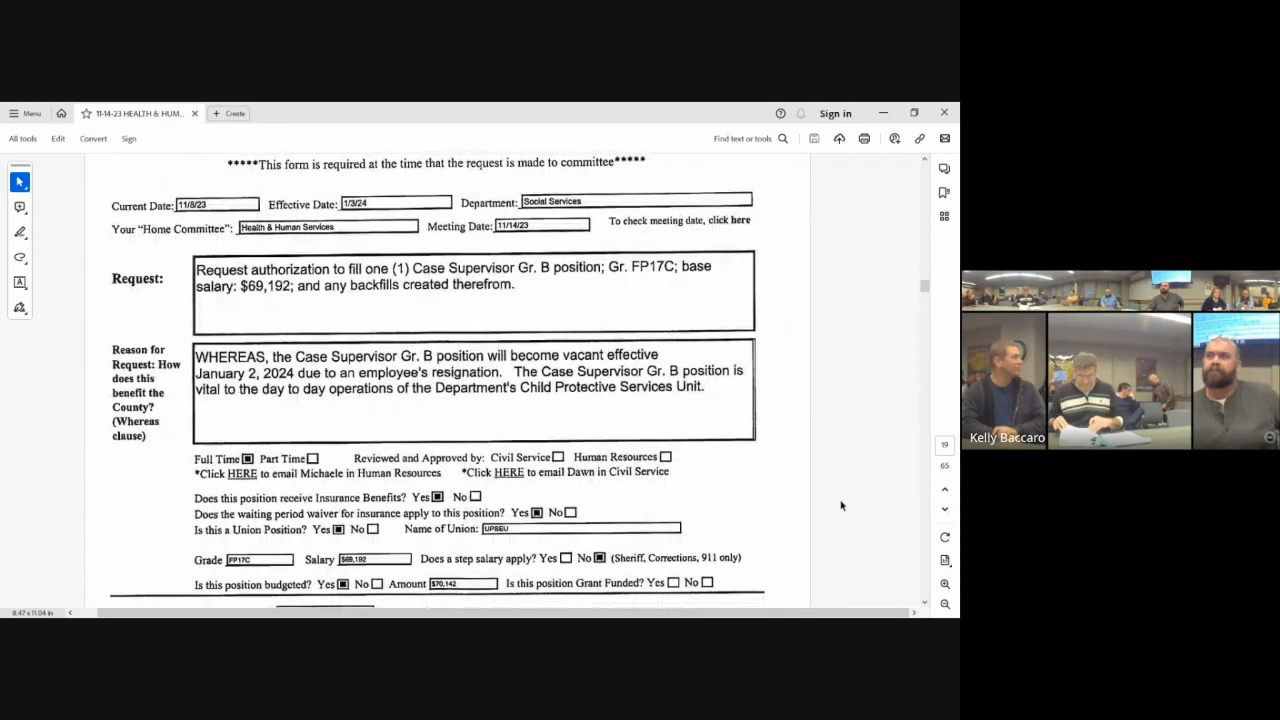 Menu
11-14-23 HEALTH & HUM...
Create
Sign in
All tools
Edit
Convert
Sign
Find text or tools
*****This form is required at the time that the request is made to committee*****
Current Date: 11/8/23 Effective Date: 1/3/24 Department: Social Services
Your "Home Committee": Health & Human Services Meeting Date: 11/14/23 To check meeting date, click here
Request:
Request authorization to fill one (1) Case Supervisor Gr. B position; Gr. FP17C; base
salary: $69,192; and any backfills created therefrom.
Reason for
Request: How
does this
benefit the
County?
(Whereas
clause)
WHEREAS, the Case Supervisor Gr. B position will become vacant effective
January 2, 2024 due to an employee's resignation. The Case Supervisor Gr. B position is
vital to the day to day operations of the Department's Child Protective Services Unit.
Full Time Part Time Reviewed and Approved by: Civil Service Human Resources
*Click HERE to email Michaele in Human Resources *Click HERE to email Dawn in Civil Service
Does this position receive Insurance Benefits? Yes No
Does the waiting period waiver for insurance apply to this position? Yes No
Is this a Union Position? Yes No Name of Union: UPSEU
Grade FP17C Salary $69,192 Does a step salary apply? Yes No (Sheriff, Corrections, 911 only)
Is this position budgeted? Yes No Amount $70,142 Is this position Grant Funded? Yes No
19
65
8.47 x 11.04 in
Kelly Baccaro